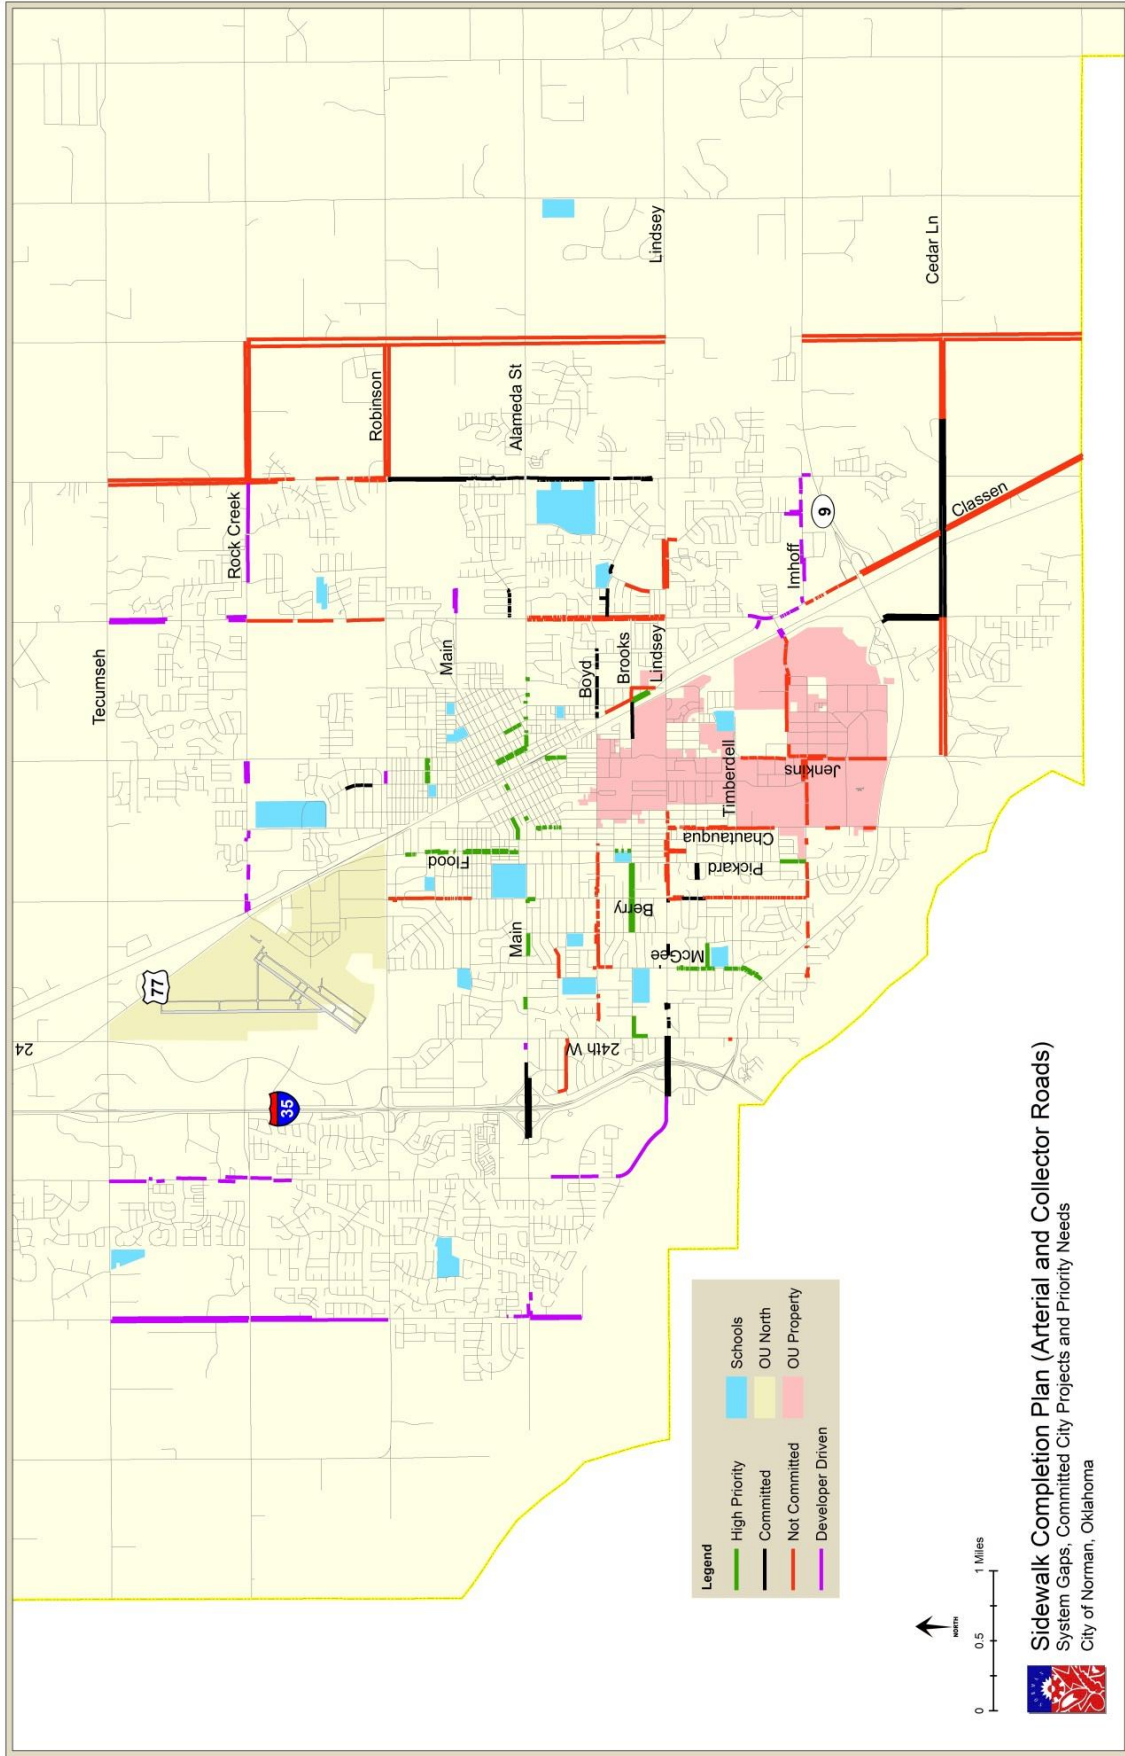 Tecumseh
Rock Creek
Robinson
Main
Alameda St
Boyd
Brooks
Lindsey
Lindsey
Imhoff
9
Classen
Cedar Ln
77
24
35
Flood
Main
24th W
Berry
McGee
Pickard
Chautauqua
Timberdell
Jenkins
Legend
High Priority
Committed
Not Committed
Developer Driven
Schools
OU North
OU Property
NORTH
0 0.5 1 Miles
Sidewalk Completion Plan (Arterial and Collector Roads)
System Gaps, Committed City Projects and Priority Needs
City of Norman, Oklahoma